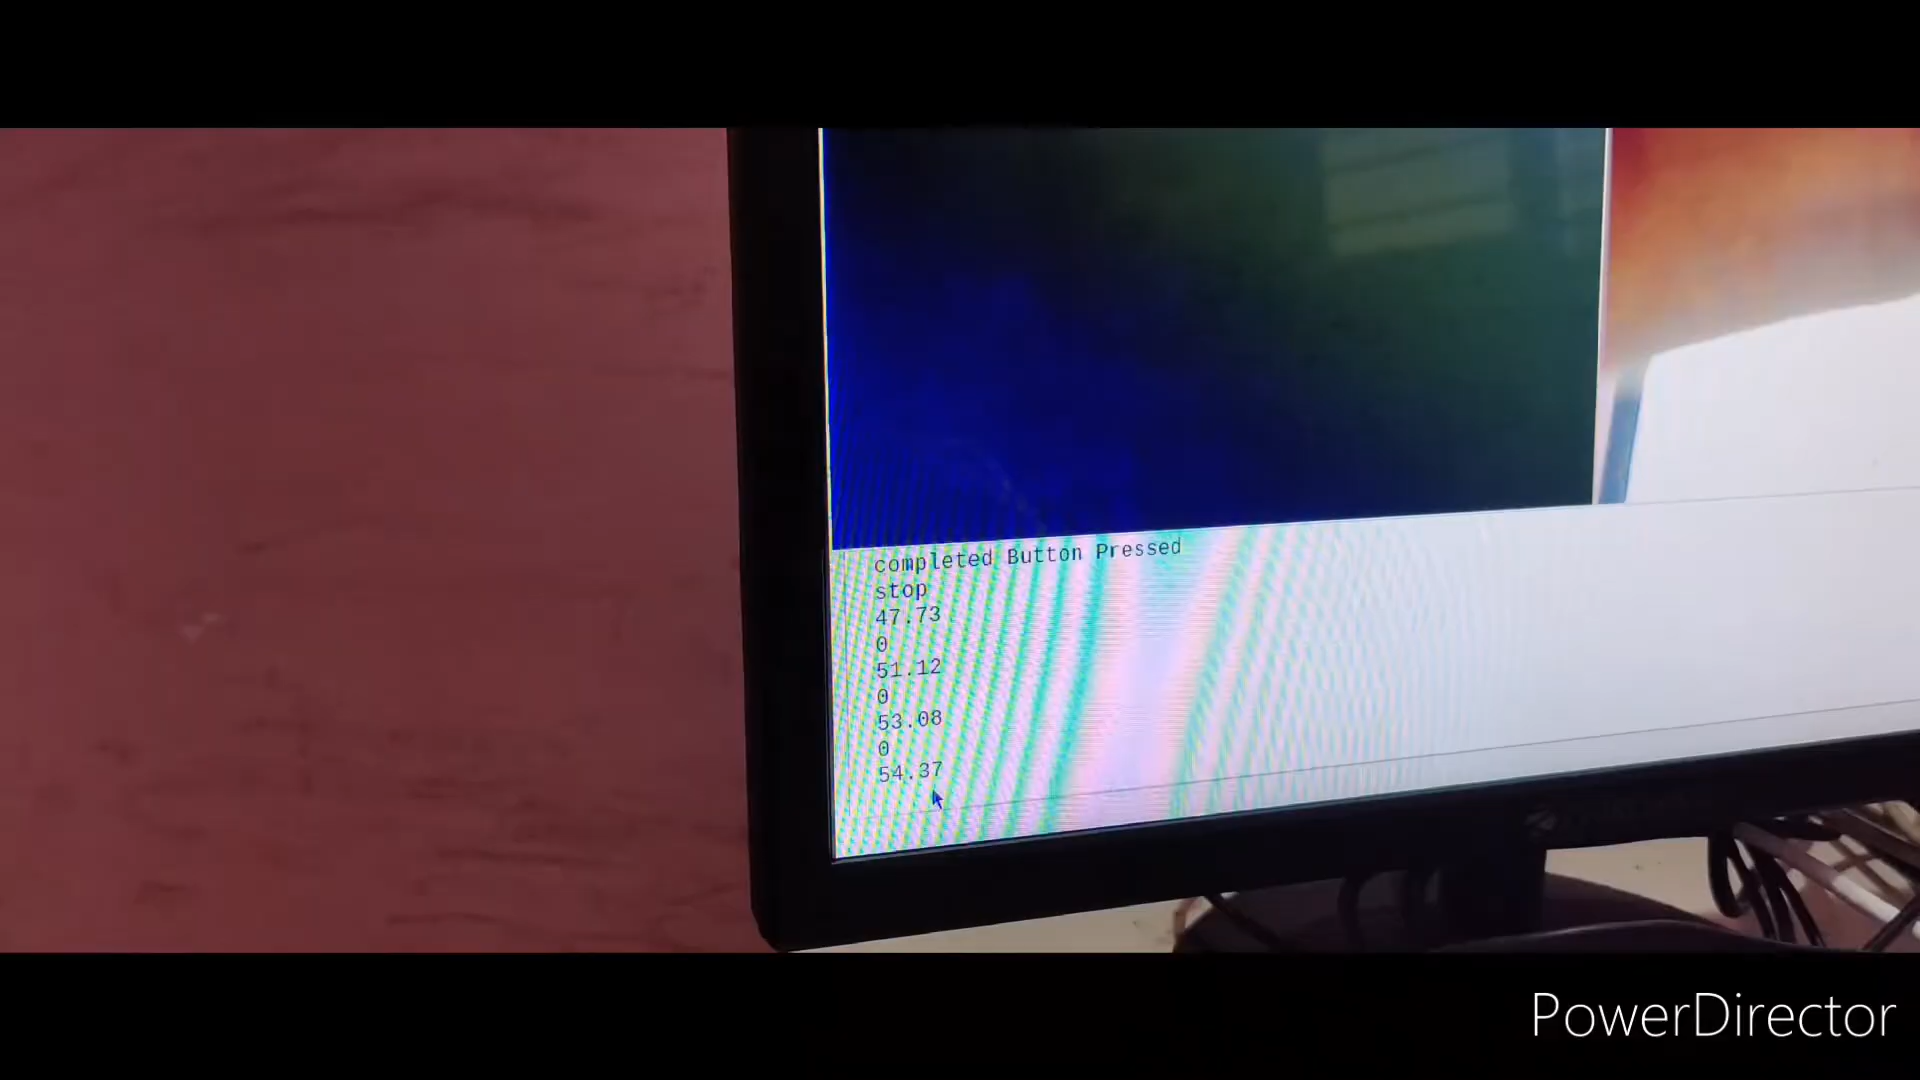 completed Button Pressed
stop
47.73
0
51.12
0
53.08
0
54.37
PowerDirector